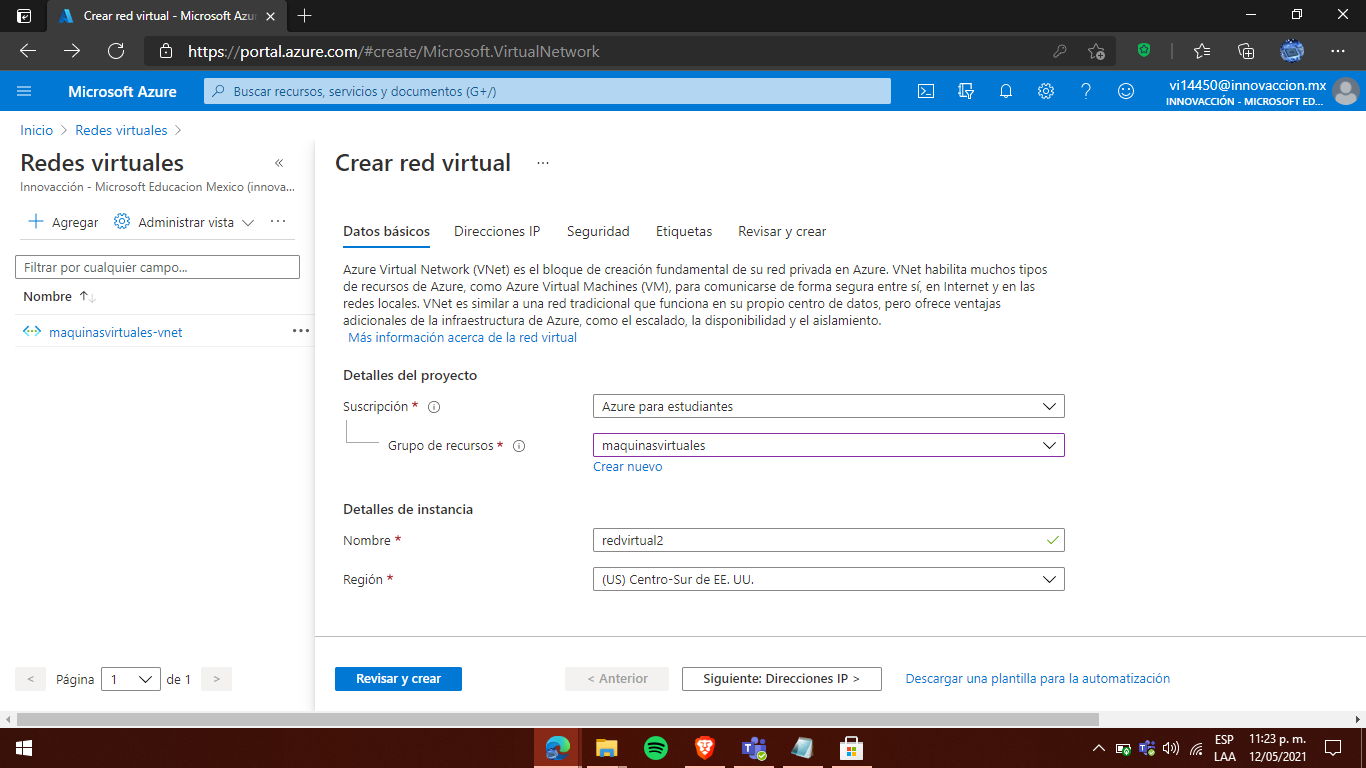 Crear red virtual - Microsoft Azur
https://portal.azure.com/#create/Microsoft.VirtualNetwork
Microsoft Azure
Buscar recursos, servicios y documentos (G+/)
vi14450@innovaccion.mx
INNOVACCIÓN - MICROSOFT ED...
Inicio > Redes virtuales >
Redes virtuales
«
Innovacción - Microsoft Educacion Mexico (innova...
+ Agregar
Administrar vista
...
Filtrar por cualquier campo...
Nombre ↑↓
maquinasvirtuales-vnet
...
< Página 1 de 1 >
Crear red virtual
...
Datos básicos
Direcciones IP
Seguridad
Etiquetas
Revisar y crear
Azure Virtual Network (VNet) es el bloque de creación fundamental de su red privada en Azure. VNet habilita muchos tipos
de recursos de Azure, como Azure Virtual Machines (VM), para comunicarse de forma segura entre sí, en Internet y en las
redes locales. VNet es similar a una red tradicional que funciona en su propio centro de datos, pero ofrece ventajas
adicionales de la infraestructura de Azure, como el escalado, la disponibilidad y el aislamiento.
Más información acerca de la red virtual
Detalles del proyecto
Suscripción *
Azure para estudiantes
Grupo de recursos *
maquinasvirtuales
Crear nuevo
Detalles de instancia
Nombre *
redvirtual2
Región *
(US) Centro-Sur de EE. UU.
Revisar y crear
< Anterior
Siguiente: Direcciones IP >
Descargar una plantilla para la automatización
ESP
LAA
11:23 p. m.
12/05/2021